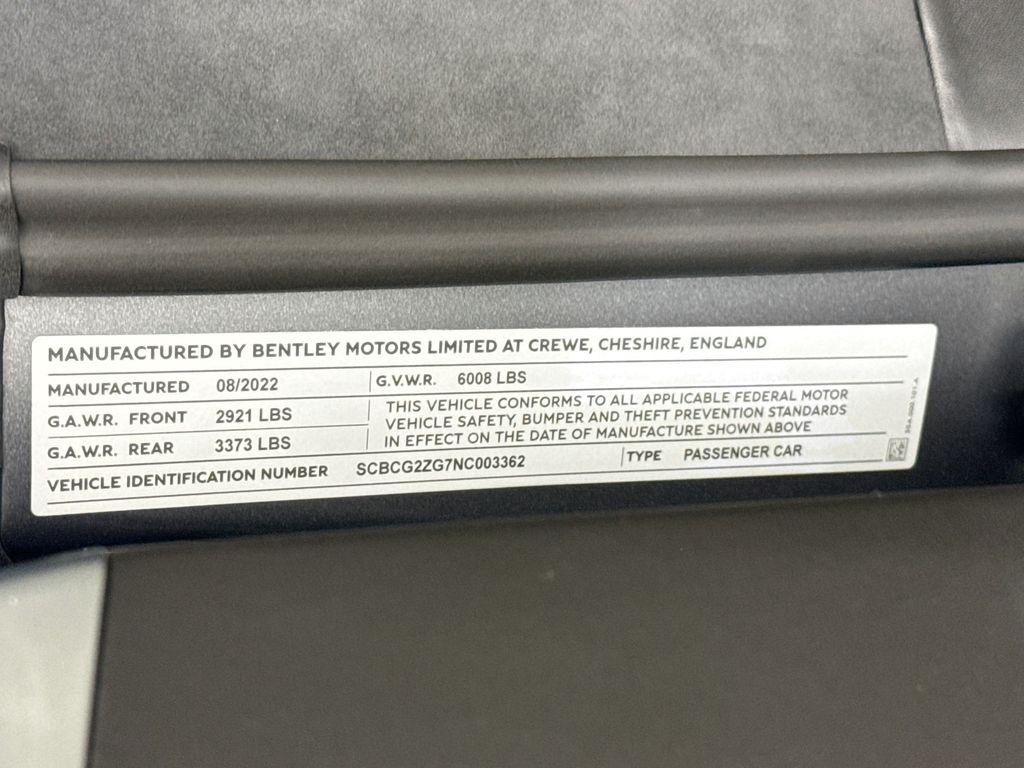 MANUFACTURED BY BENTLEY MOTORS LIMITED AT CREWE, CHESHIRE, ENGLAND
MANUFACTURED 08/2022 G.V.W.R. 6008 LBS
G.A.W.R. FRONT 2921 LBS
G.A.W.R. REAR 3373 LBS
THIS VEHICLE CONFORMS TO ALL APPLICABLE FEDERAL MOTOR
VEHICLE SAFETY, BUMPER AND THEFT PREVENTION STANDARDS
IN EFFECT ON THE DATE OF MANUFACTURE SHOWN ABOVE
VEHICLE IDENTIFICATION NUMBER SCBCG2ZG7NC003362 TYPE PASSENGER CAR